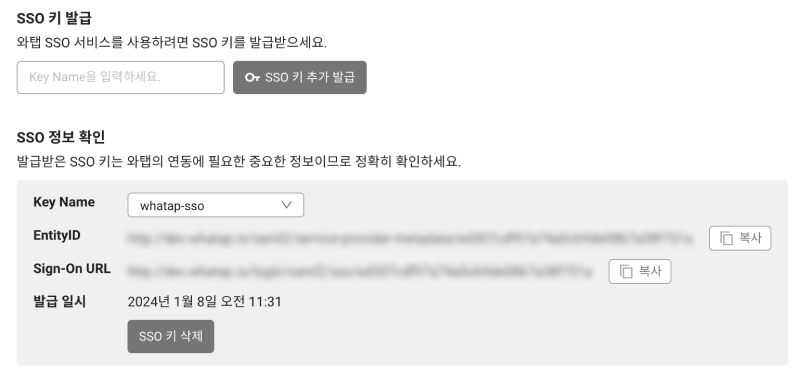 SSO 키 발급
와탭 SSO 서비스를 사용하려면 SSO 키를 발급받으세요.
Key Name을 입력하세요. SSO 키 추가 발급
SSO 정보 확인
발급받은 SSO 키는 와탭의 연동에 필요한 중요한 정보이므로 정확히 확인하세요.
Key Name whatap-sso
EntityID 복사
Sign-On URL 복사
발급 일시 2024년 1월 8일 오전 11:31
SSO 키 삭제